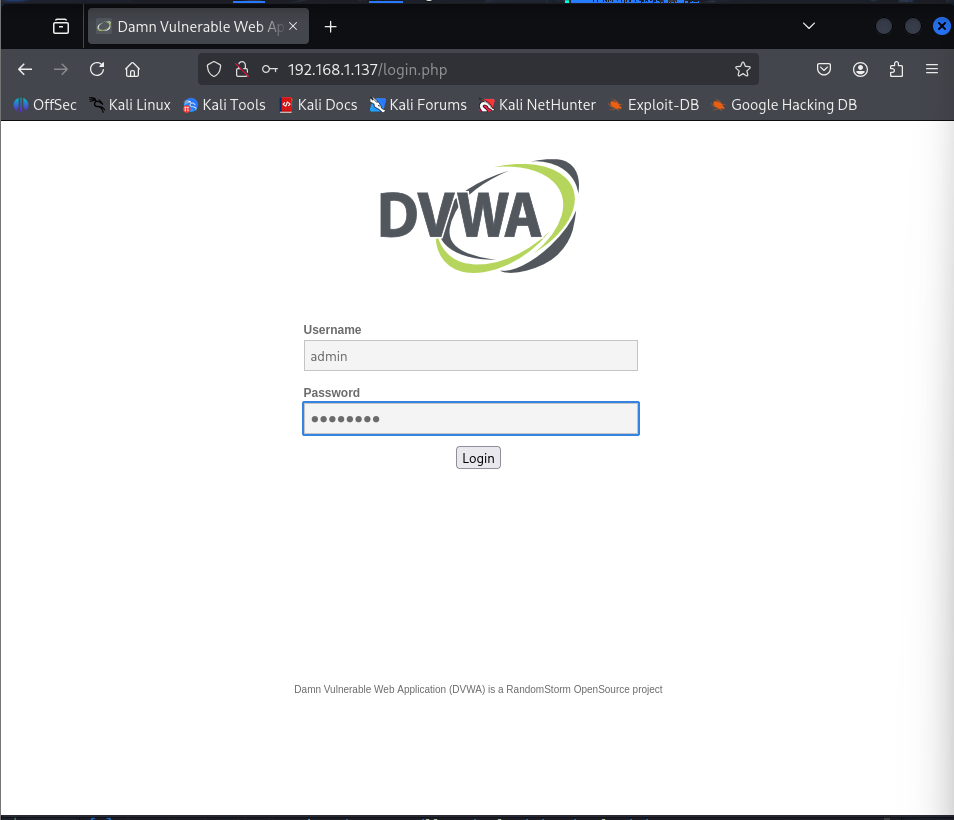 Damn Vulnerable Web Ap
192.168.1.137/login.php
OffSec Kali Linux Kali Tools Kali Docs Kali Forums Kali NetHunter Exploit-DB Google Hacking DB
DVWA
Username
admin
Password
Login
Damn Vulnerable Web Application (DVWA) is a RandomStorm OpenSource project